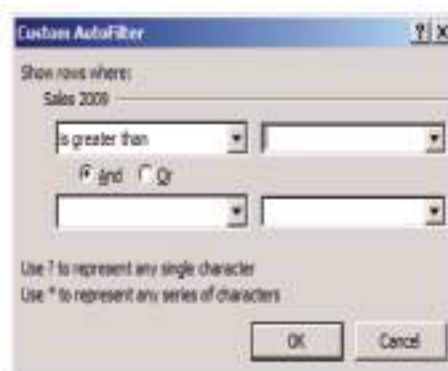 Custom AutoFilter
Show rows where:
Sales 2009
is greater than
And Or
Use ? to represent any single character
Use * to represent any series of characters
OK Cancel